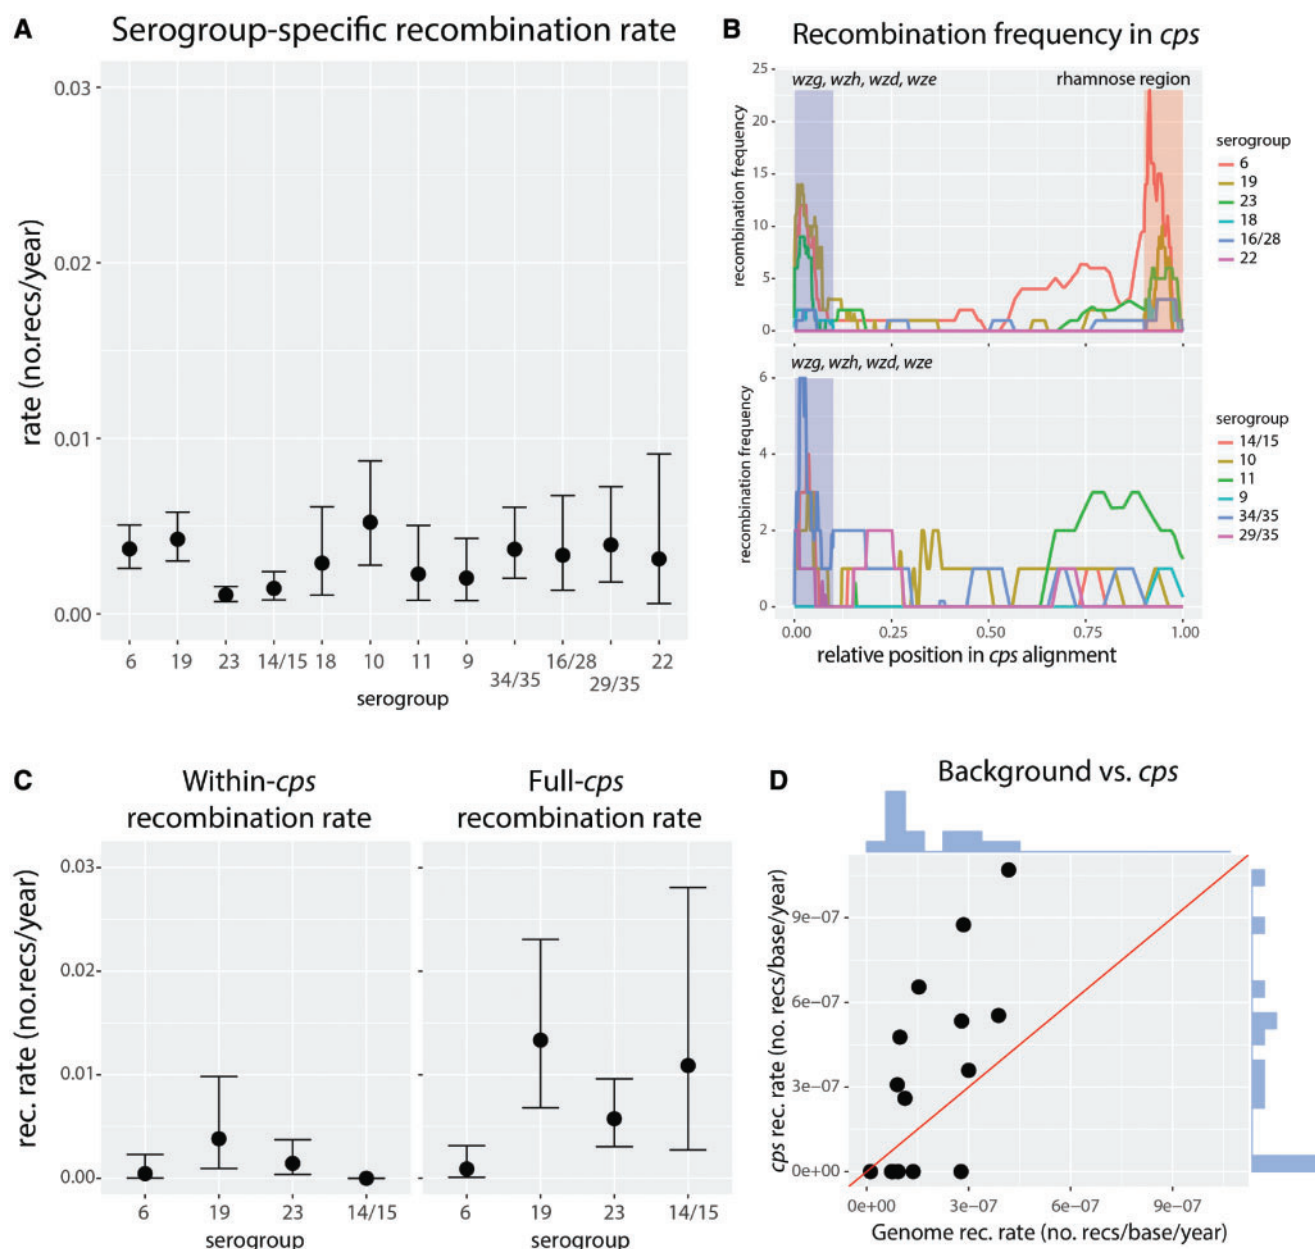 A
Serogroup-specific recombination rate
0.03
0.02
0.01
0.00
rate (no.recs/year)
6 19 23 14/15 18 10 11 9 34/35 16/28 29/35 22
serogroup
B
Recombination frequency in cps
wzg, wzh, wzd, wze
rhamnose region
25
20
15
10
5
0
recombination frequency
serogroup
6
19
23
18
16/28
22
wzg, wzh, wzd, wze
6
4
2
0
recombination frequency
0.00 0.25 0.50 0.75 1.00
relative position in cps alignment
serogroup
14/15
10
11
9
34/35
29/35
C
Within-cps
recombination rate
Full-cps
recombination rate
0.03
0.02
0.01
0.00
rec. rate (no.recs/year)
6 19 23 14/15
serogroup
6 19 23 14/15
serogroup
D
Background vs. cps
9e−07
6e−07
3e−07
0e+00
cps rec. rate (no. recs/base/year)
0e+00 3e−07 6e−07 9e−07
Genome rec. rate (no. recs/base/year)